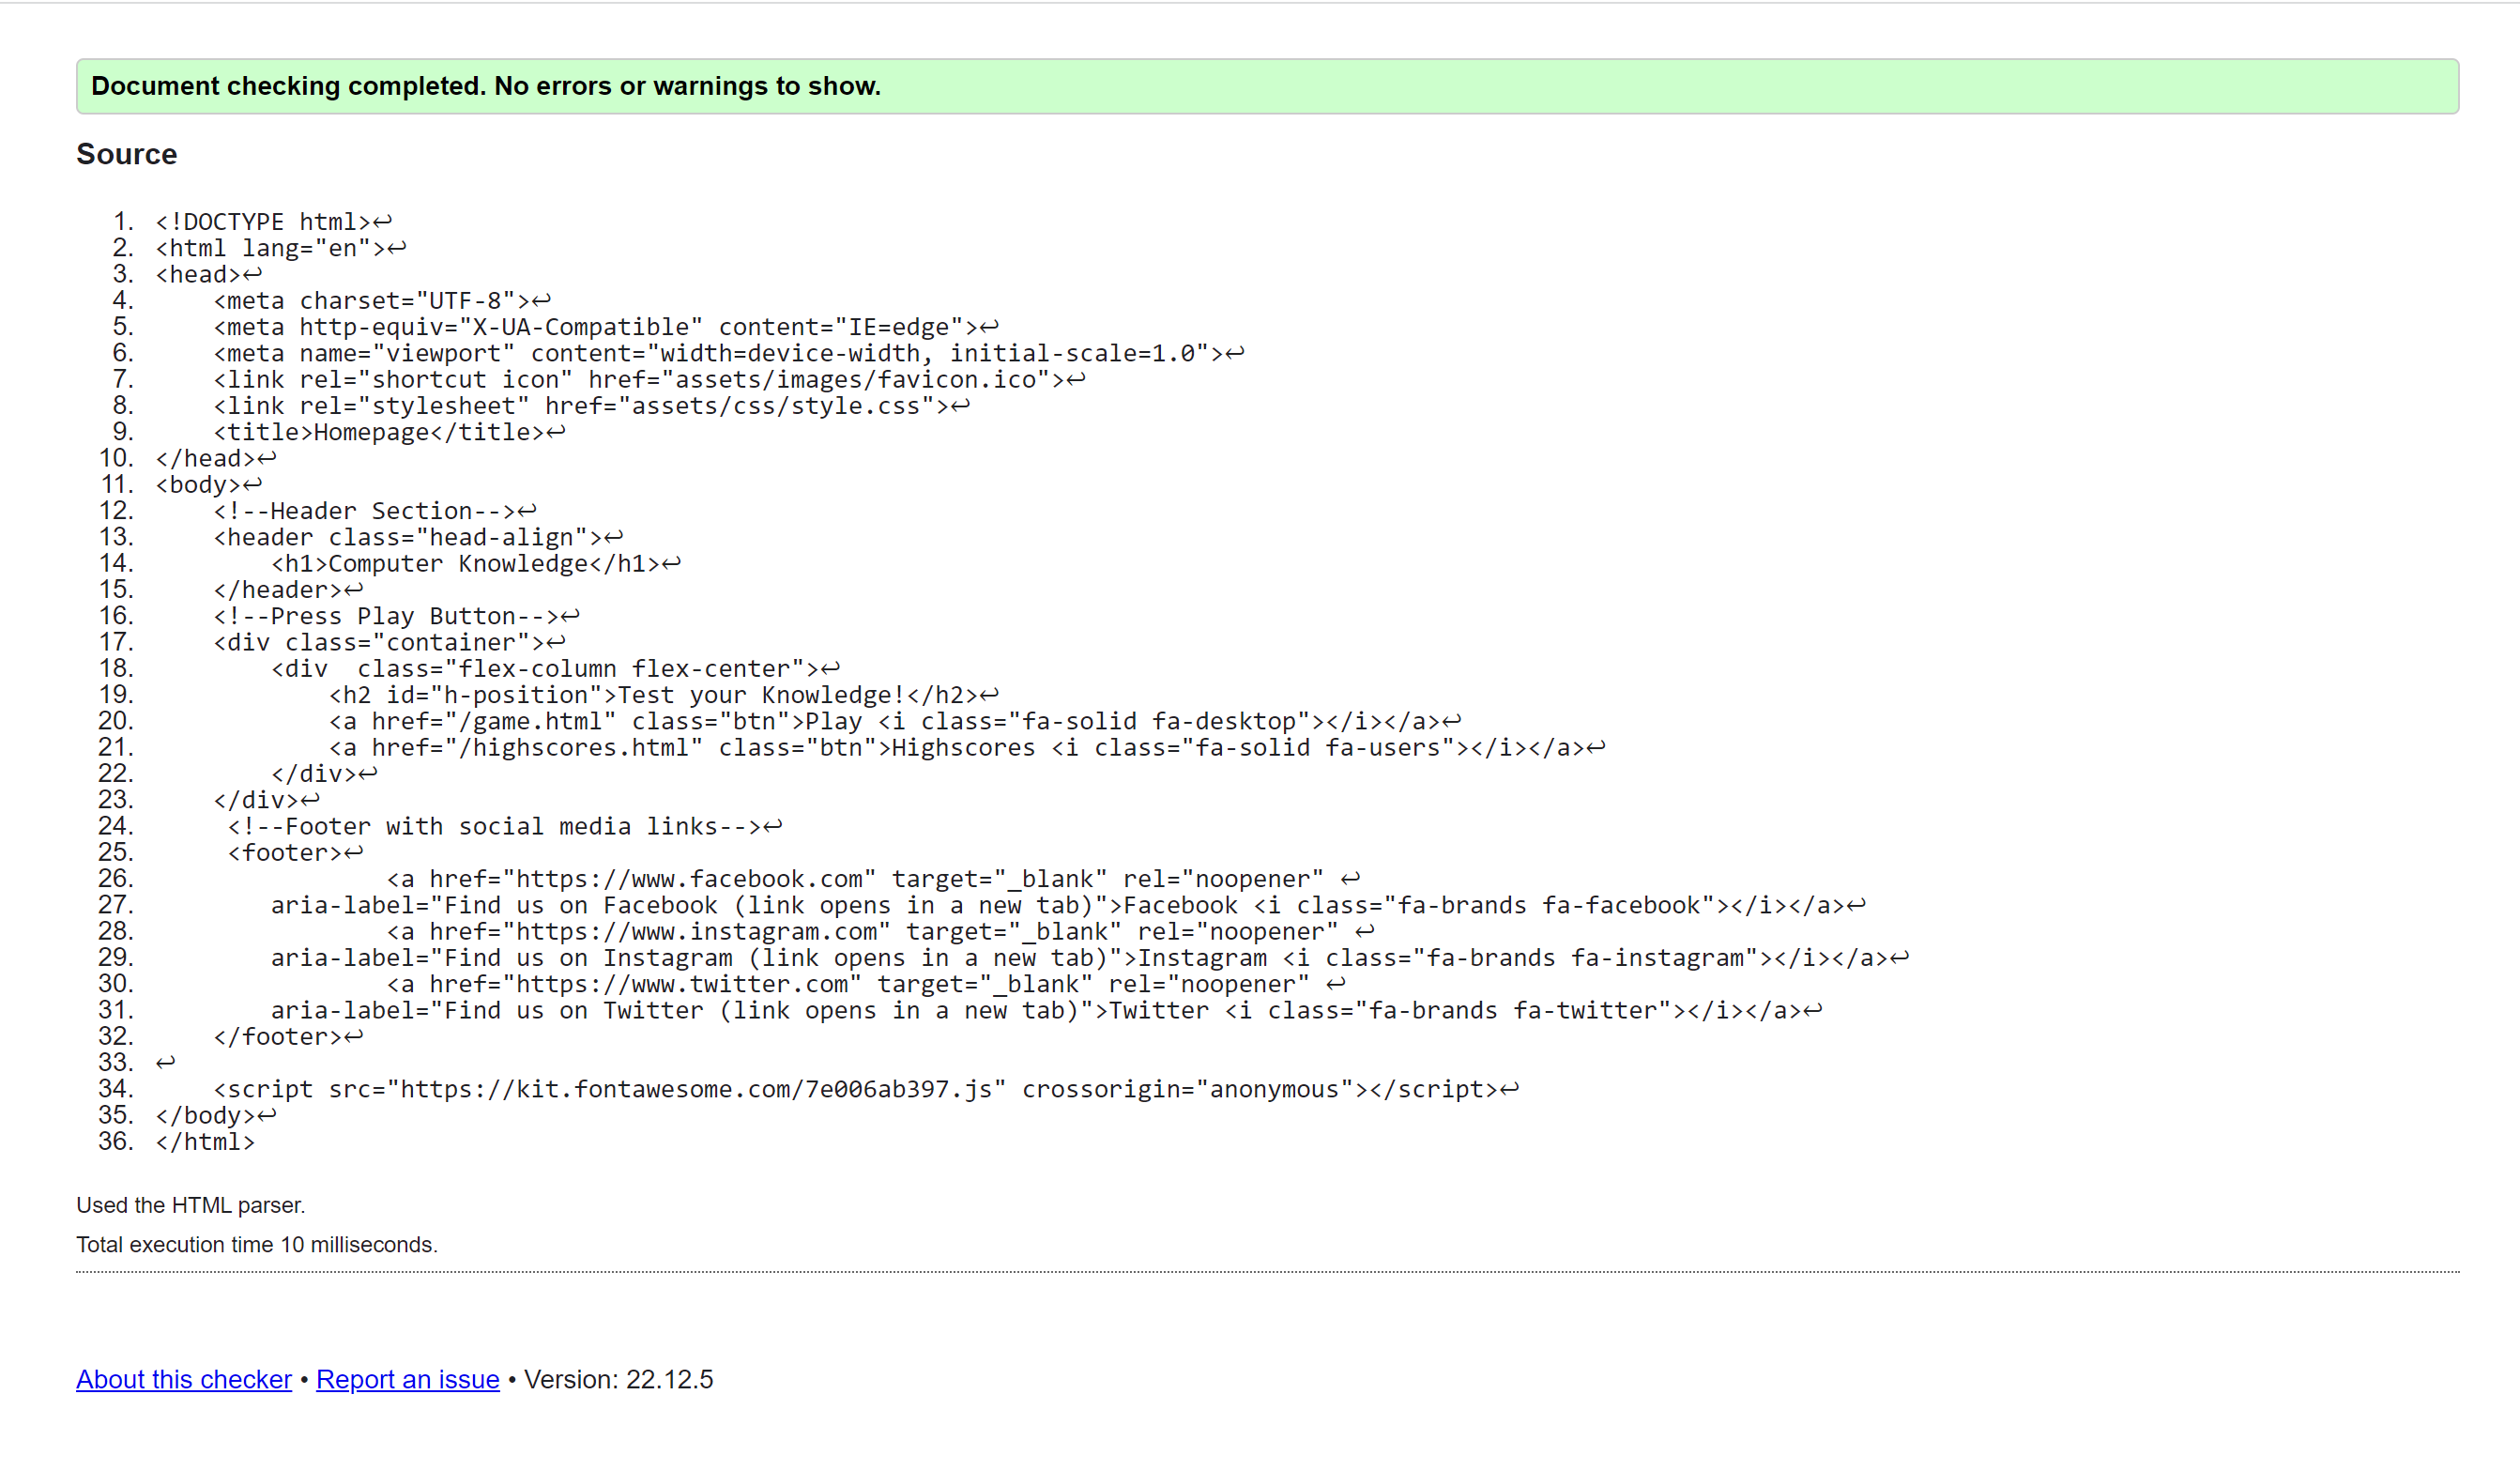 Document checking completed. No errors or warnings to show.
Source
1. <!DOCTYPE html>↩
2. <html lang="en">↩
3. <head>↩
4.     <meta charset="UTF-8">↩
5.     <meta http-equiv="X-UA-Compatible" content="IE=edge">↩
6.     <meta name="viewport" content="width=device-width, initial-scale=1.0">↩
7.     <link rel="shortcut icon" href="assets/images/favicon.ico">↩
8.     <link rel="stylesheet" href="assets/css/style.css">↩
9.     <title>Homepage</title>↩
10. </head>↩
11. <body>↩
12.     <!--Header Section-->↩
13.     <header class="head-align">↩
14.         <h1>Computer Knowledge</h1>↩
15.     </header>↩
16.     <!--Press Play Button-->↩
17.     <div class="container">↩
18.         <div  class="flex-column flex-center">↩
19.             <h2 id="h-position">Test your Knowledge!</h2>↩
20.             <a href="/game.html" class="btn">Play <i class="fa-solid fa-desktop"></i></a>↩
21.             <a href="/highscores.html" class="btn">Highscores <i class="fa-solid fa-users"></i></a>↩
22.         </div>↩
23.     </div>↩
24.      <!--Footer with social media links-->↩
25.      <footer>↩
26.                 <a href="https://www.facebook.com" target="_blank" rel="noopener" ↩
27.         aria-label="Find us on Facebook (link opens in a new tab)">Facebook <i class="fa-brands fa-facebook"></i></a>↩
28.                 <a href="https://www.instagram.com" target="_blank" rel="noopener" ↩
29.         aria-label="Find us on Instagram (link opens in a new tab)">Instagram <i class="fa-brands fa-instagram"></i></a>↩
30.                 <a href="https://www.twitter.com" target="_blank" rel="noopener" ↩
31.         aria-label="Find us on Twitter (link opens in a new tab)">Twitter <i class="fa-brands fa-twitter"></i></a>↩
32.     </footer>↩
33. ↩
34.     <script src="https://kit.fontawesome.com/7e006ab397.js" crossorigin="anonymous"></script>↩
35. </body>↩
36. </html>
Used the HTML parser.
Total execution time 10 milliseconds.
About this checker • Report an issue • Version: 22.12.5